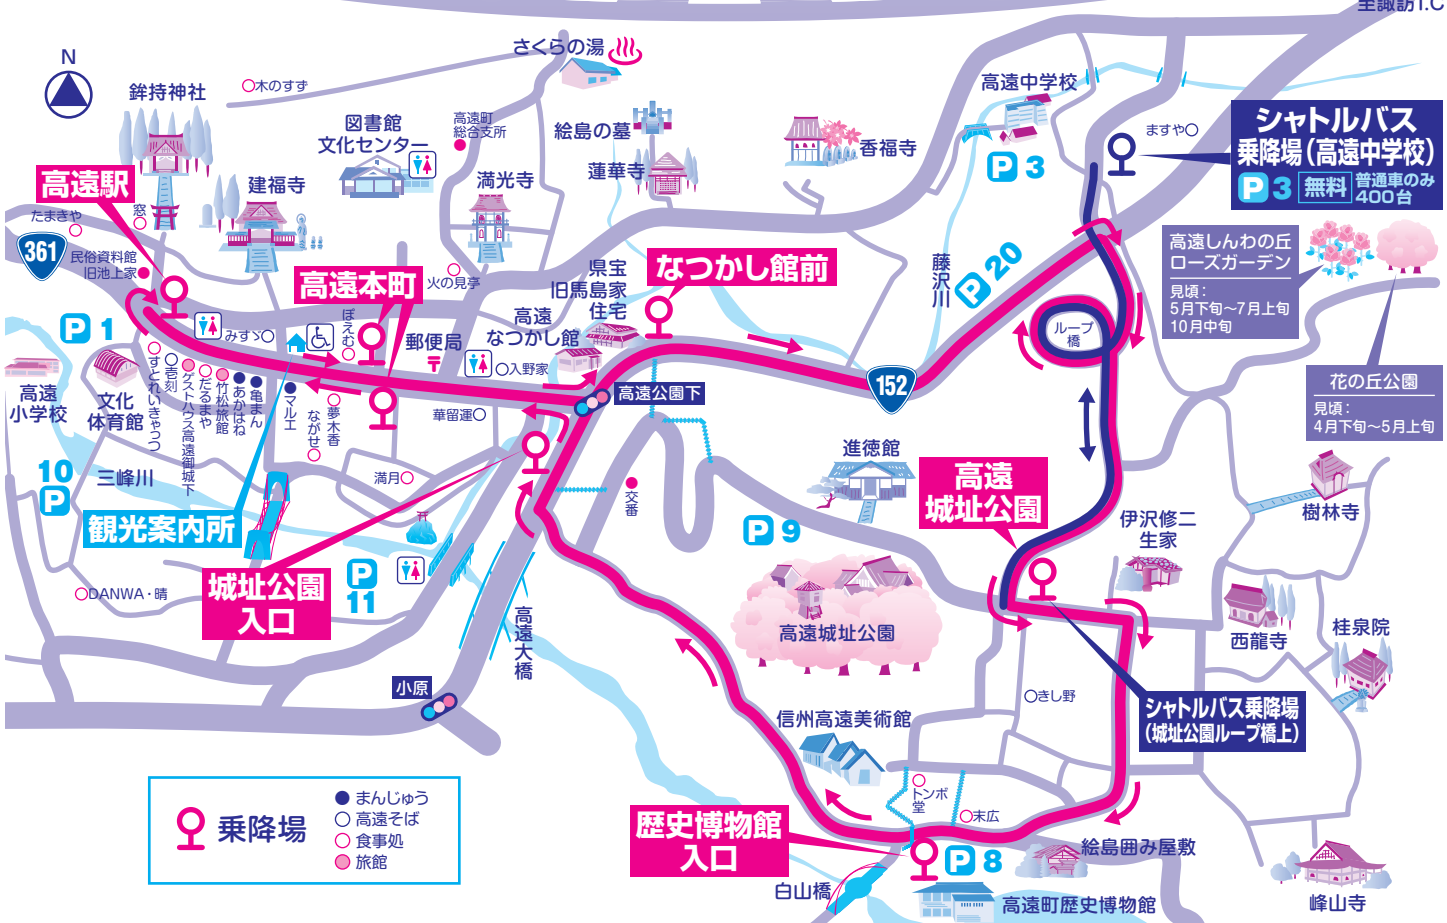 至諏訪I.C
N
さくらの湯
鉾持神社
木のすず
図書館
文化センター
高遠町
総合支所
絵島の墓
蓮華寺
香福寺
高遠中学校
P 3
ますや
シャトルバス
乗降場(高遠中学校)
P 3 無料 普通車のみ
400台
高遠駅
建福寺
満光寺
たまきや
窓
361
民俗資料館
旧池上家
高遠本町
火の見亭
なつかし館前
県宝
旧馬島家
住宅
高遠
なつかし館
藤沢川
P 20
高遠しんわの丘
ローズガーデン
見頃:
5月下旬〜7月上旬
10月中旬
ループ
橋
花の丘公園
見頃:
4月下旬〜5月上旬
P 1
みすゞ
ぽえむ
郵便局
〒
入野家
152
高遠公園下
高遠
小学校
文化
体育館
すとれいきゃっつ
壱刻
ゲストハウス高遠御城下
だるまや
竹松旅館
あかはね
亀まん
マルエ
ながせ
夢木香
華留運
満月
三峰川
10
P
観光案内所
交番
進徳館
P 9
高遠
城址公園
樹林寺
伊沢修二
生家
城址公園
入口
P
11
DANWA・晴
高遠大橋
高遠城址公園
西龍寺
桂泉院
小原
きし野
シャトルバス乗降場
(城址公園ループ橋上)
信州高遠美術館
トンボ
堂
末広
歴史博物館
入口
P 8
絵島囲み屋敷
白山橋
高遠町歴史博物館
峰山寺
乗降場
まんじゅう
高遠そば
食事処
旅館